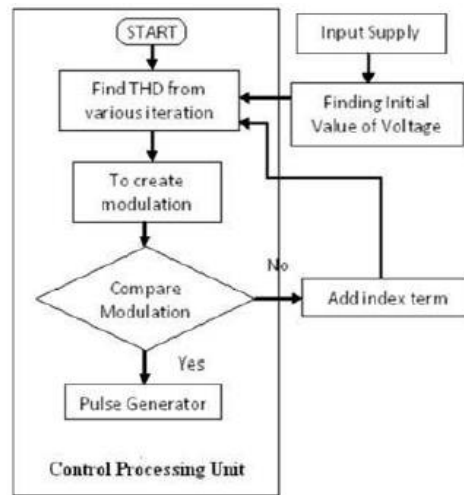 START
Input Supply
Find THD from
various iteration
Finding Initial
Value of Voltage
To create
modulation
No
Compare
Modulation
Add index term
Yes
Pulse Generator
Control Processing Unit